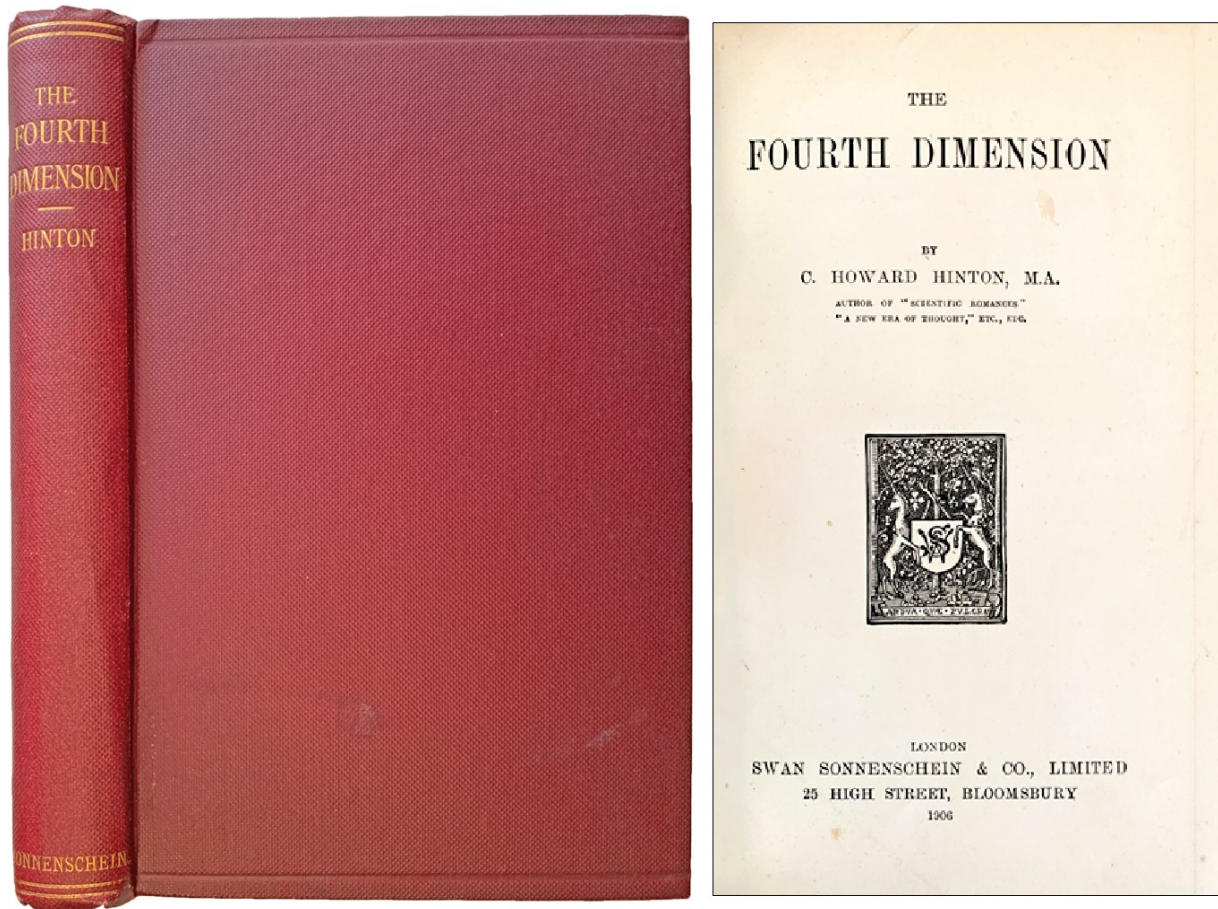 THE
FOURTH
DIMENSION
HINTON
SONNENSCHEIN
THE
FOURTH DIMENSION
BY
C. HOWARD HINTON, M.A.
AUTHOR OF "SCIENTIFIC ROMANCES"
"A NEW ERA OF THOUGHT," ETC., ETC.
LONDON
SWAN SONNENSCHEIN & CO., LIMITED
25 HIGH STREET, BLOOMSBURY
1906